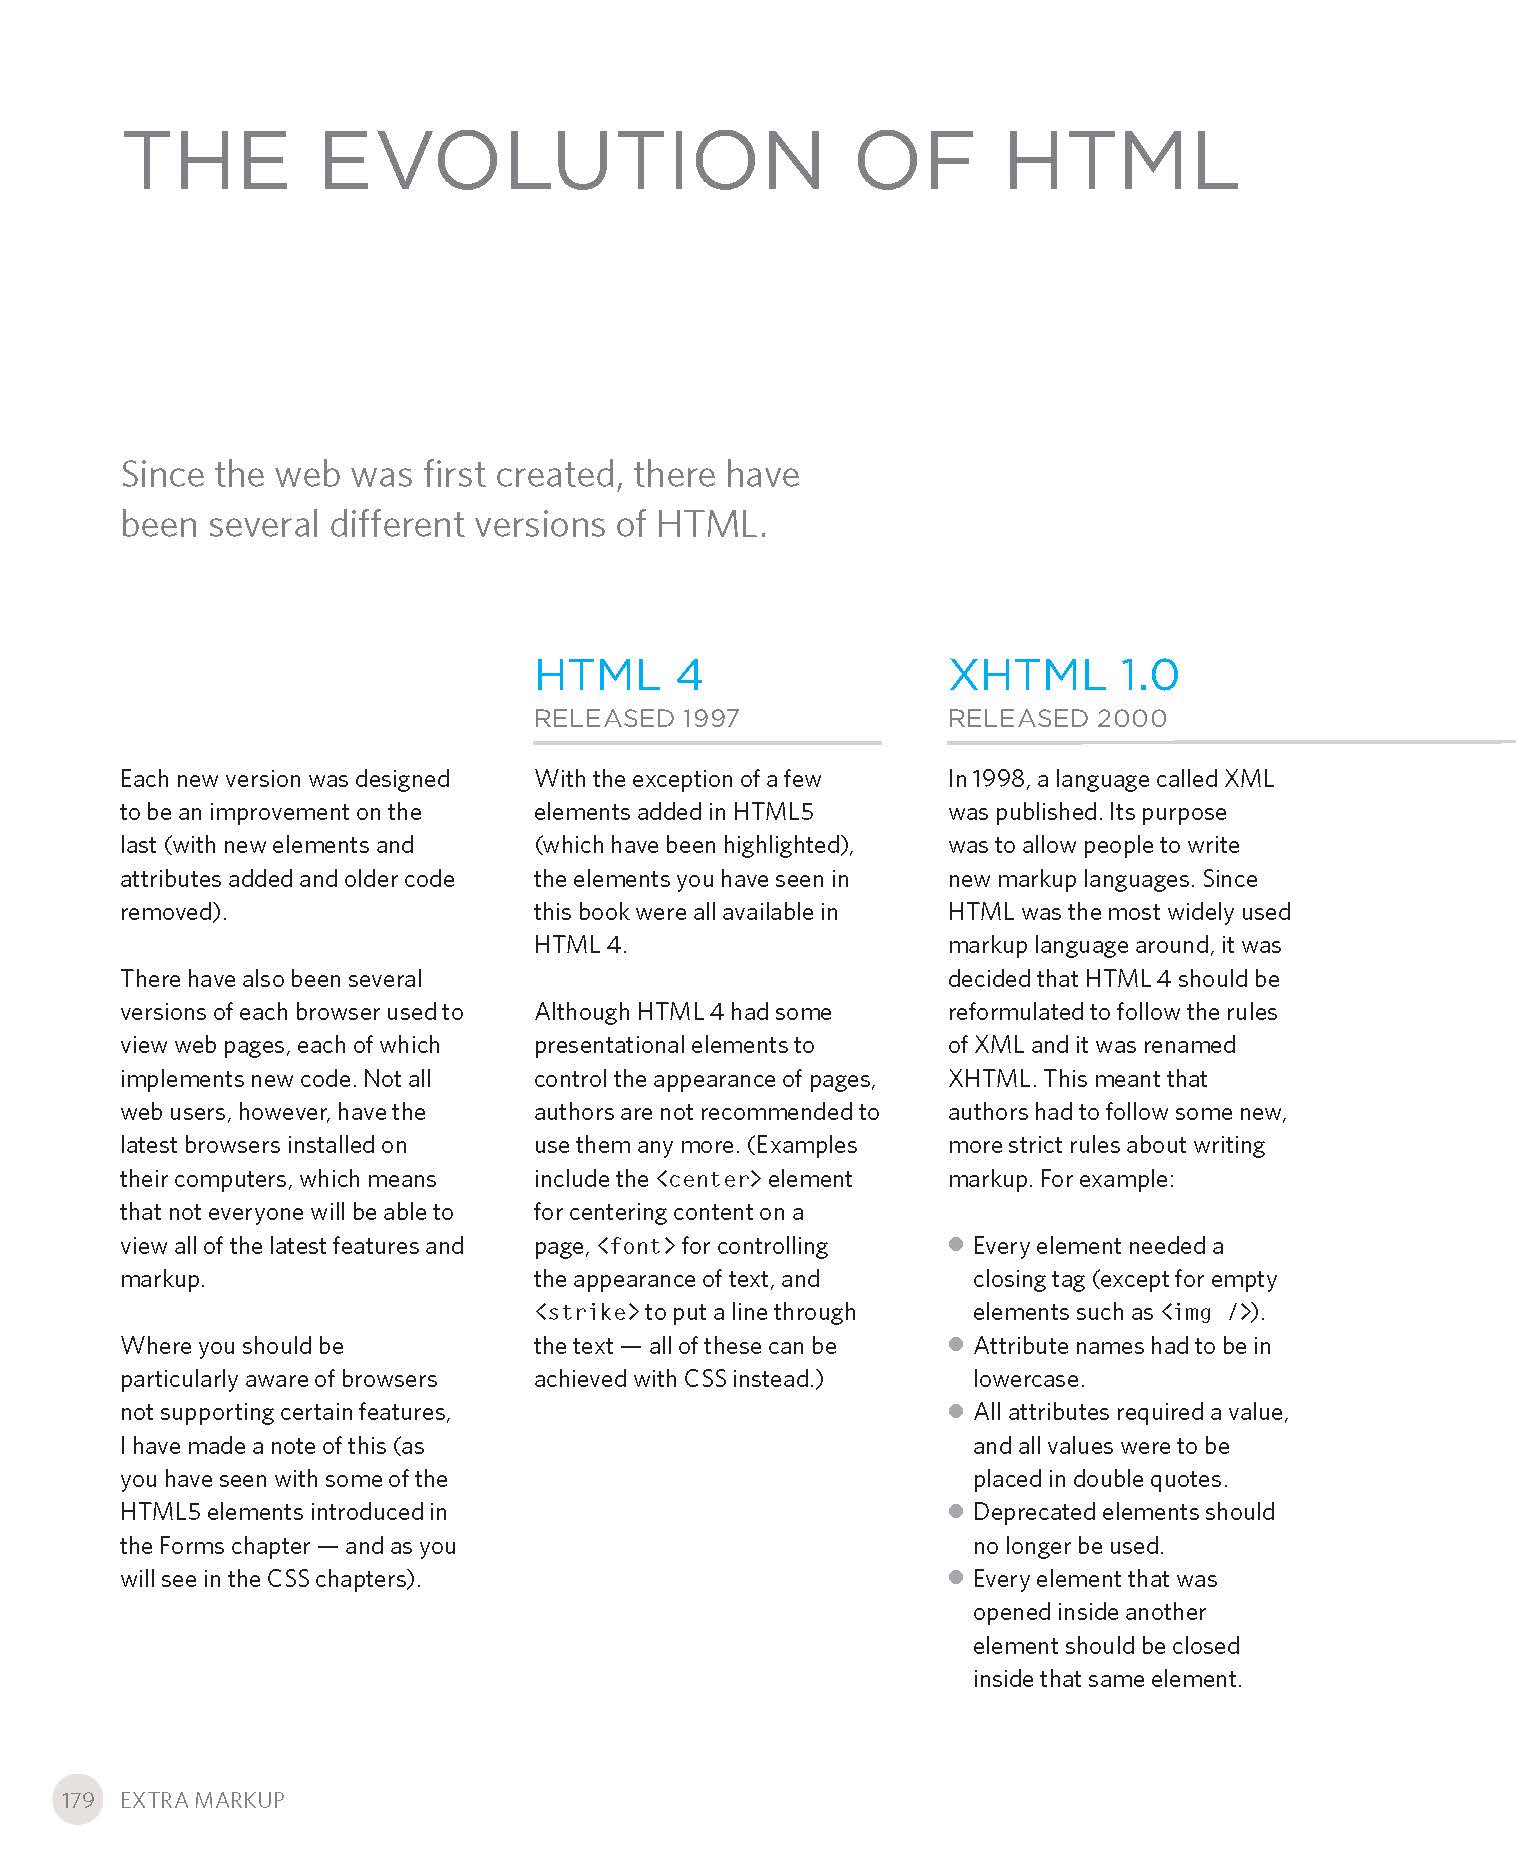 THE EVOLUTION OF HTML
Since the web was first created, there have
been several different versions of HTML.
Each new version was designed
to be an improvement on the
last (with new elements and
attributes added and older code
removed).
There have also been several
versions of each browser used to
view web pages, each of which
implements new code. Not all
web users, however, have the
latest browsers installed on
their computers, which means
that not everyone will be able to
view all of the latest features and
markup.
Where you should be
particularly aware of browsers
not supporting certain features,
I have made a note of this (as
you have seen with some of the
HTML5 elements introduced in
the Forms chapter — and as you
will see in the CSS chapters).
HTML 4
RELEASED 1997
With the exception of a few
elements added in HTML5
(which have been highlighted),
the elements you have seen in
this book were all available in
HTML 4.
Although HTML 4 had some
presentational elements to
control the appearance of pages,
authors are not recommended to
use them any more. (Examples
include the <center> element
for centering content on a
page, <font> for controlling
the appearance of text, and
<strike> to put a line through
the text — all of these can be
achieved with CSS instead.)
XHTML 1.0
RELEASED 2000
In 1998, a language called XML
was published. Its purpose
was to allow people to write
new markup languages. Since
HTML was the most widely used
markup language around, it was
decided that HTML 4 should be
reformulated to follow the rules
of XML and it was renamed
XHTML. This meant that
authors had to follow some new,
more strict rules about writing
markup. For example:
● Every element needed a
closing tag (except for empty
elements such as <img />).
● Attribute names had to be in
lowercase.
● All attributes required a value,
and all values were to be
placed in double quotes.
● Deprecated elements should
no longer be used.
● Every element that was
opened inside another
element should be closed
inside that same element.
179 EXTRA MARKUP